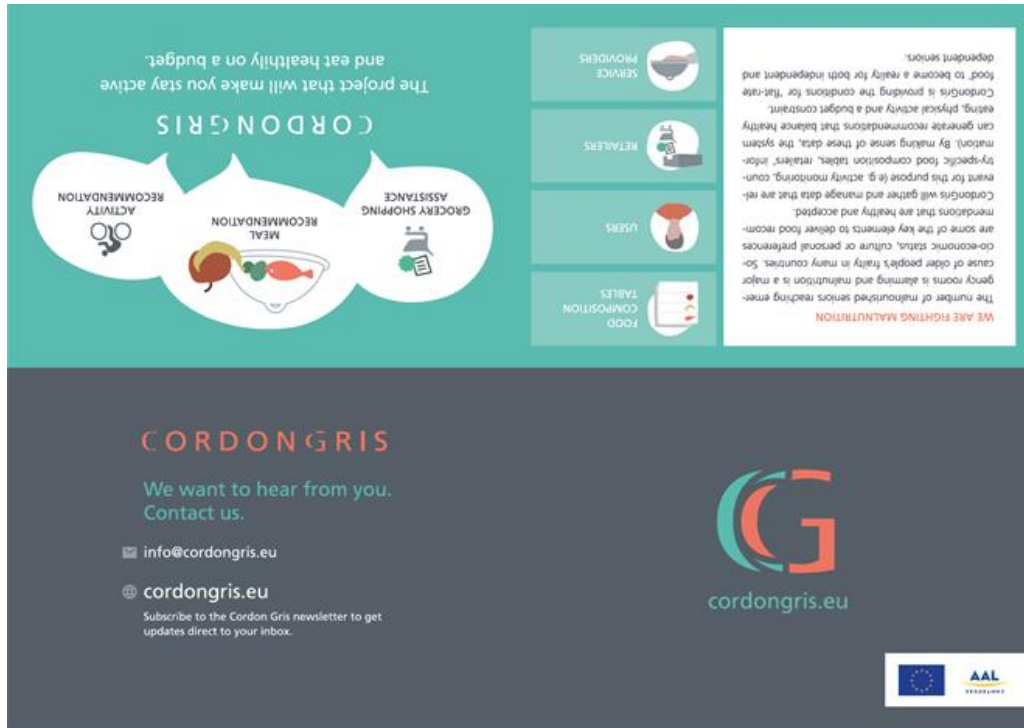 WE ARE FIGHTING MALNUTRITION
The number of malnourished seniors reaching emer-
gency rooms is alarming and malnutrition is a major
cause of older people's frailty in many countries. So-
cio-economic status, culture or personal preferences
are some of the key elements to deliver food recom-
mendations that are healthy and accepted.
CordonGris will gather and manage data that are rel-
evant for this purpose (e.g. activity monitoring, coun-
try-specific food composition tables, retailers' infor-
mation). By making sense of these data, the system
can generate recommendations that balance healthy
eating, physical activity and a budget constraint.
CordonGris is providing the conditions for 'flat-rate
food' to become a reality for both independent and
dependent seniors.
FOOD
COMPOSITION
TABLES
USERS
RETAILERS
SERVICE
PROVIDERS
GROCERY SHOPPING
ASSISTANCE
MEAL
RECOMMENDATION
ACTIVITY
RECOMMENDATION
CORDONGRIS
The project that will make you stay active
and eat healthily on a budget.
CORDONGRIS
We want to hear from you.
Contact us.
info@cordongris.eu
cordongris.eu
Subscribe to the Cordon Gris newsletter to get
updates direct to your inbox.
CG
cordongris.eu
AAL
PROGRAMME